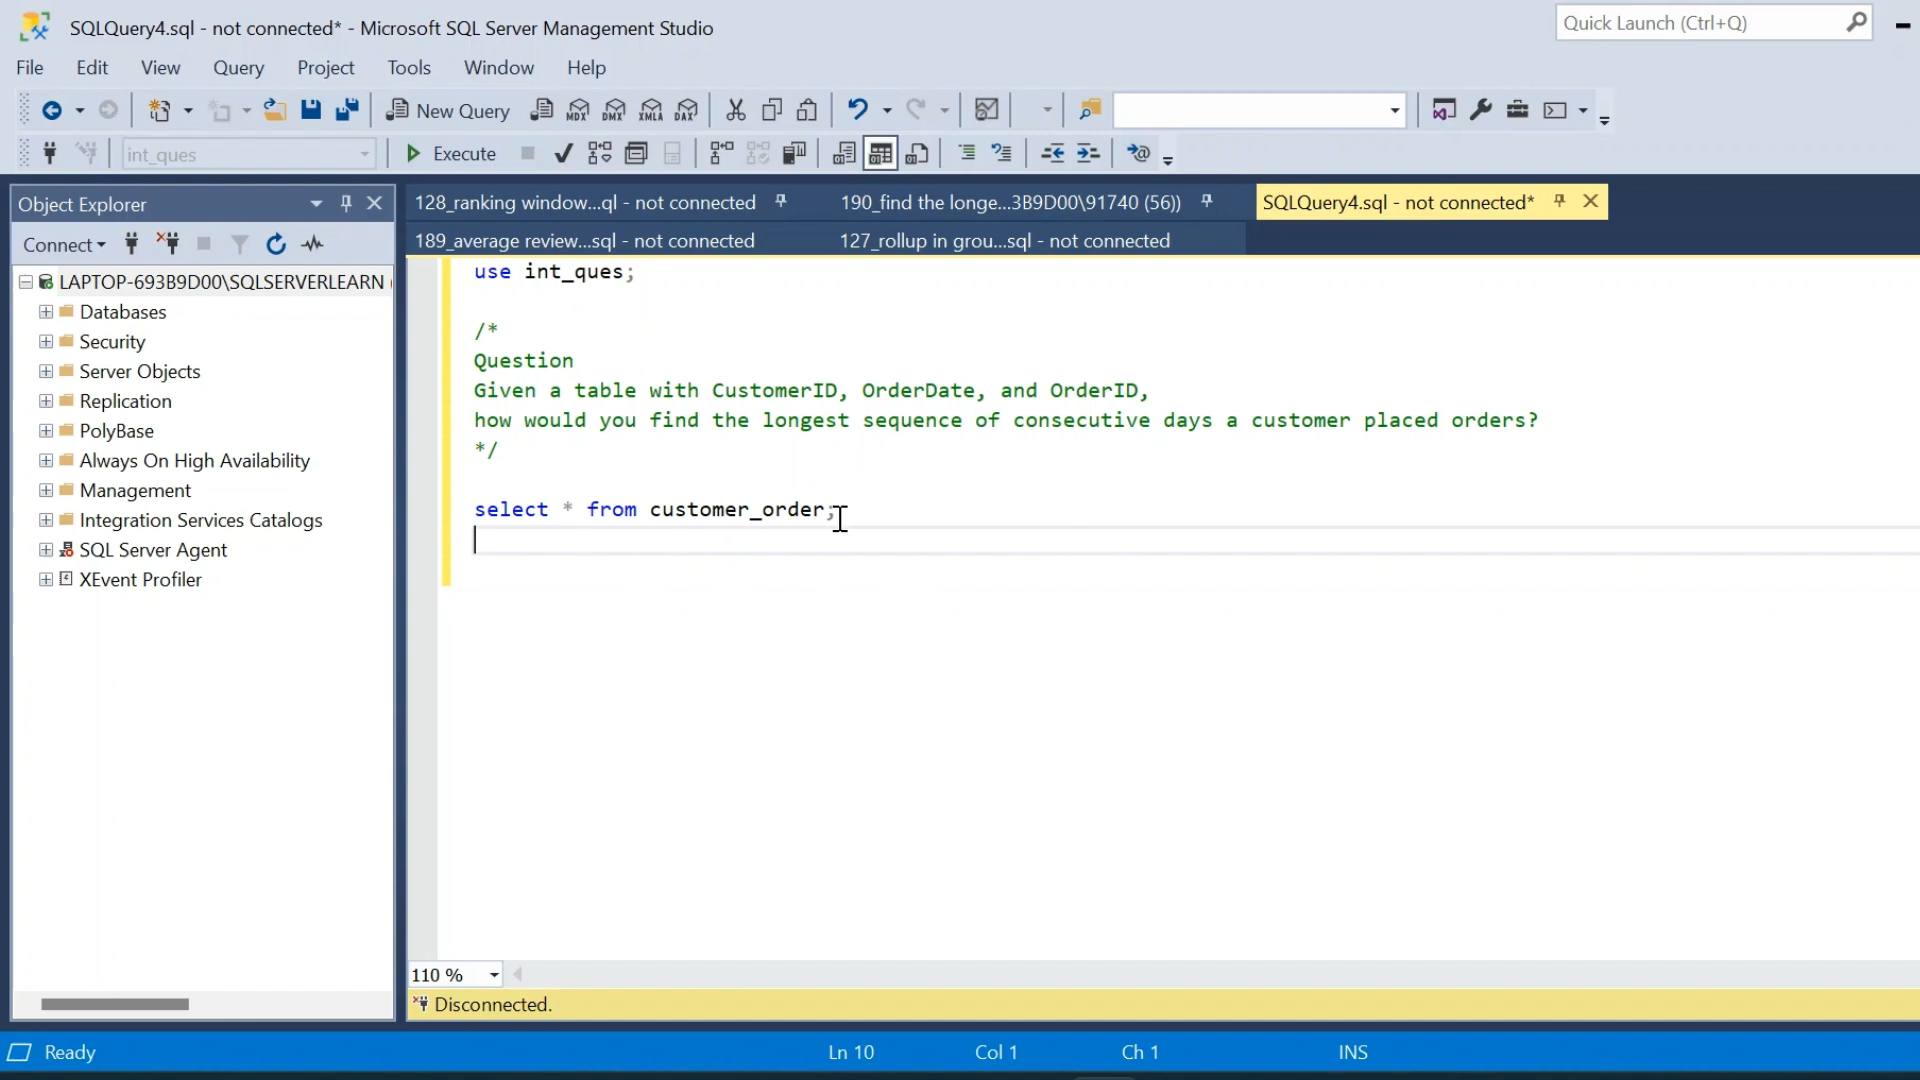 SQLQuery4.sql - not connected* - Microsoft SQL Server Management Studio
Quick Launch (Ctrl+Q)
File Edit View Query Project Tools Window Help
New Query MDX DMX XMLA DAX
int_ques Execute
Object Explorer
128_ranking window...ql - not connected
190_find the longe...3B9D00\91740 (56))
SQLQuery4.sql - not connected*
Connect
189_average review...sql - not connected
127_rollup in grou...sql - not connected
LAPTOP-693B9D00\SQLSERVERLEARN (
Databases
Security
Server Objects
Replication
PolyBase
Always On High Availability
Management
Integration Services Catalogs
SQL Server Agent
XEvent Profiler
use int_ques;
/*
Question
Given a table with CustomerID, OrderDate, and OrderID,
how would you find the longest sequence of consecutive days a customer placed orders?
*/
select * from customer_order;
110 %
Disconnected.
Ready Ln 10 Col 1 Ch 1 INS